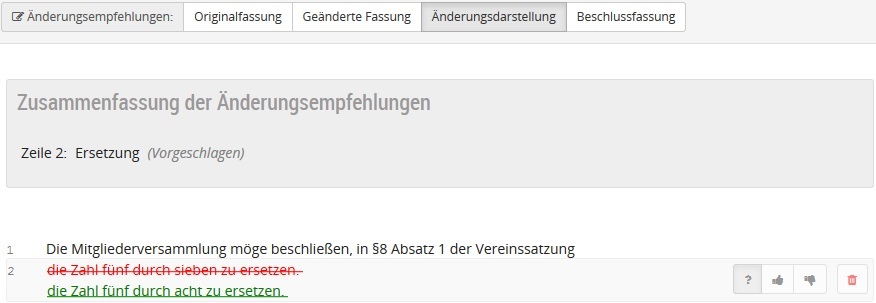 Änderungsempfehlungen: Originalfassung Geänderte Fassung Änderungsdarstellung Beschlussfassung
Zusammenfassung der Änderungsempfehlungen
Zeile 2: Ersetzung (Vorgeschlagen)
1 Die Mitgliederversammlung möge beschließen, in §8 Absatz 1 der Vereinssatzung
2 die Zahl fünf durch sieben zu ersetzen. ?
die Zahl fünf durch acht zu ersetzen.